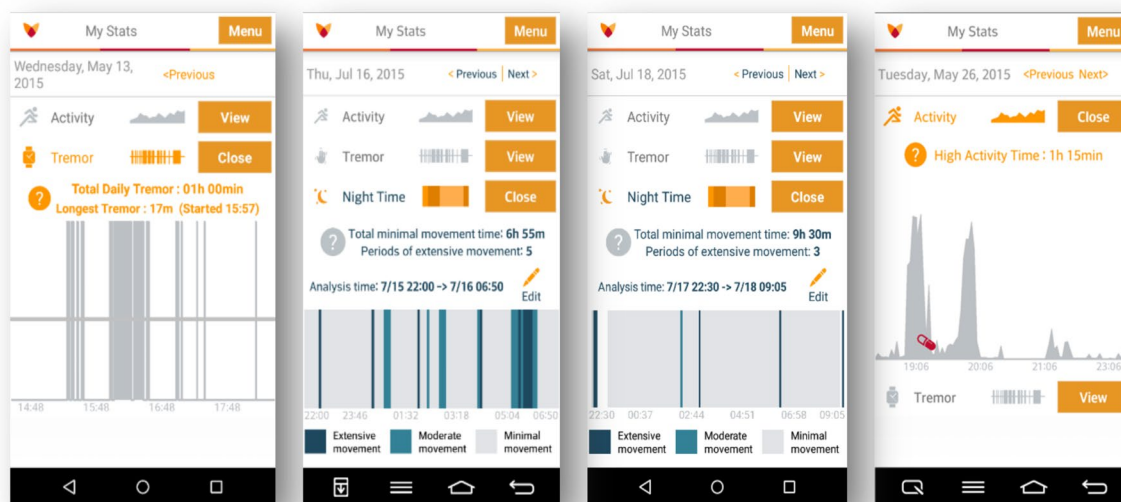 My Stats
Menu
Wednesday, May 13,
2015
<Previous
Activity
View
Tremor
Close
?
Total Daily Tremor : 01h 00min
Longest Tremor : 17m (Started 15:57)
14:48 15:48 16:48 17:48
My Stats
Menu
Thu, Jul 16, 2015
< Previous | Next >
Activity
View
Tremor
View
Night Time
Close
?
Total minimal movement time: 6h 55m
Periods of extensive movement: 5
Analysis time: 7/15 22:00 -> 7/16 06:50
Edit
22:00 23:46 01:32 03:18 05:04 06:50
Extensive movement
Moderate movement
Minimal movement
My Stats
Menu
Sat, Jul 18, 2015
< Previous | Next >
Activity
View
Tremor
View
Night Time
Close
?
Total minimal movement time: 9h 30m
Periods of extensive movement: 3
Analysis time: 7/17 22:30 -> 7/18 09:05
Edit
22:30 00:37 02:44 04:51 06:58 09:05
Extensive movement
Moderate movement
Minimal movement
My Stats
Menu
Tuesday, May 26, 2015
<Previous Next>
Activity
Close
?
High Activity Time : 1h 15min
19:06 20:06 21:06 23:06
Tremor
View